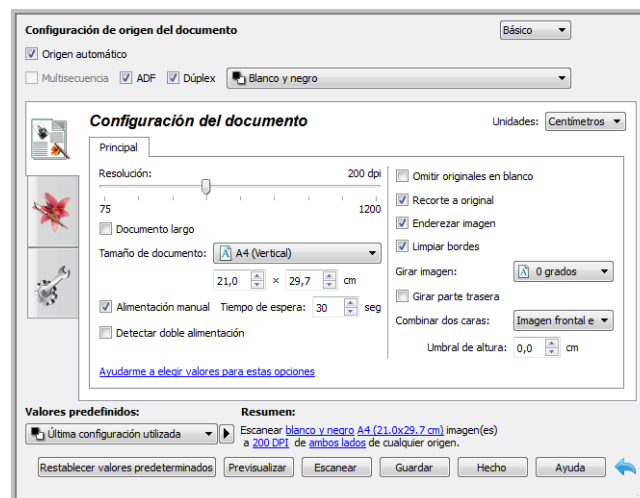 Configuración de origen del documento
Básico
Origen automático
Multisecuencia ADF Dúplex Blanco y negro
Configuración del documento
Unidades: Centímetros
Principal
Resolución: 200 dpi
75 1200
Documento largo
Tamaño de documento: A4 (Vertical)
21,0 × 29,7 cm
Alimentación manual Tiempo de espera: 30 seg
Detectar doble alimentación
Ayudarme a elegir valores para estas opciones
Omitir originales en blanco
Recorte a original
Enderezar imagen
Limpiar bordes
Girar imagen: 0 grados
Girar parte trasera
Combinar dos caras: Imagen frontal e
Umbral de altura: 0,0 cm
Valores predefinidos:
Última configuración utilizada
Resumen:
Escanear blanco y negro A4 (21.0x29.7 cm) imagen(es)
a 200 DPI de ambos lados de cualquier origen.
Restablecer valores predeterminados Previsualizar Escanear Guardar Hecho Ayuda